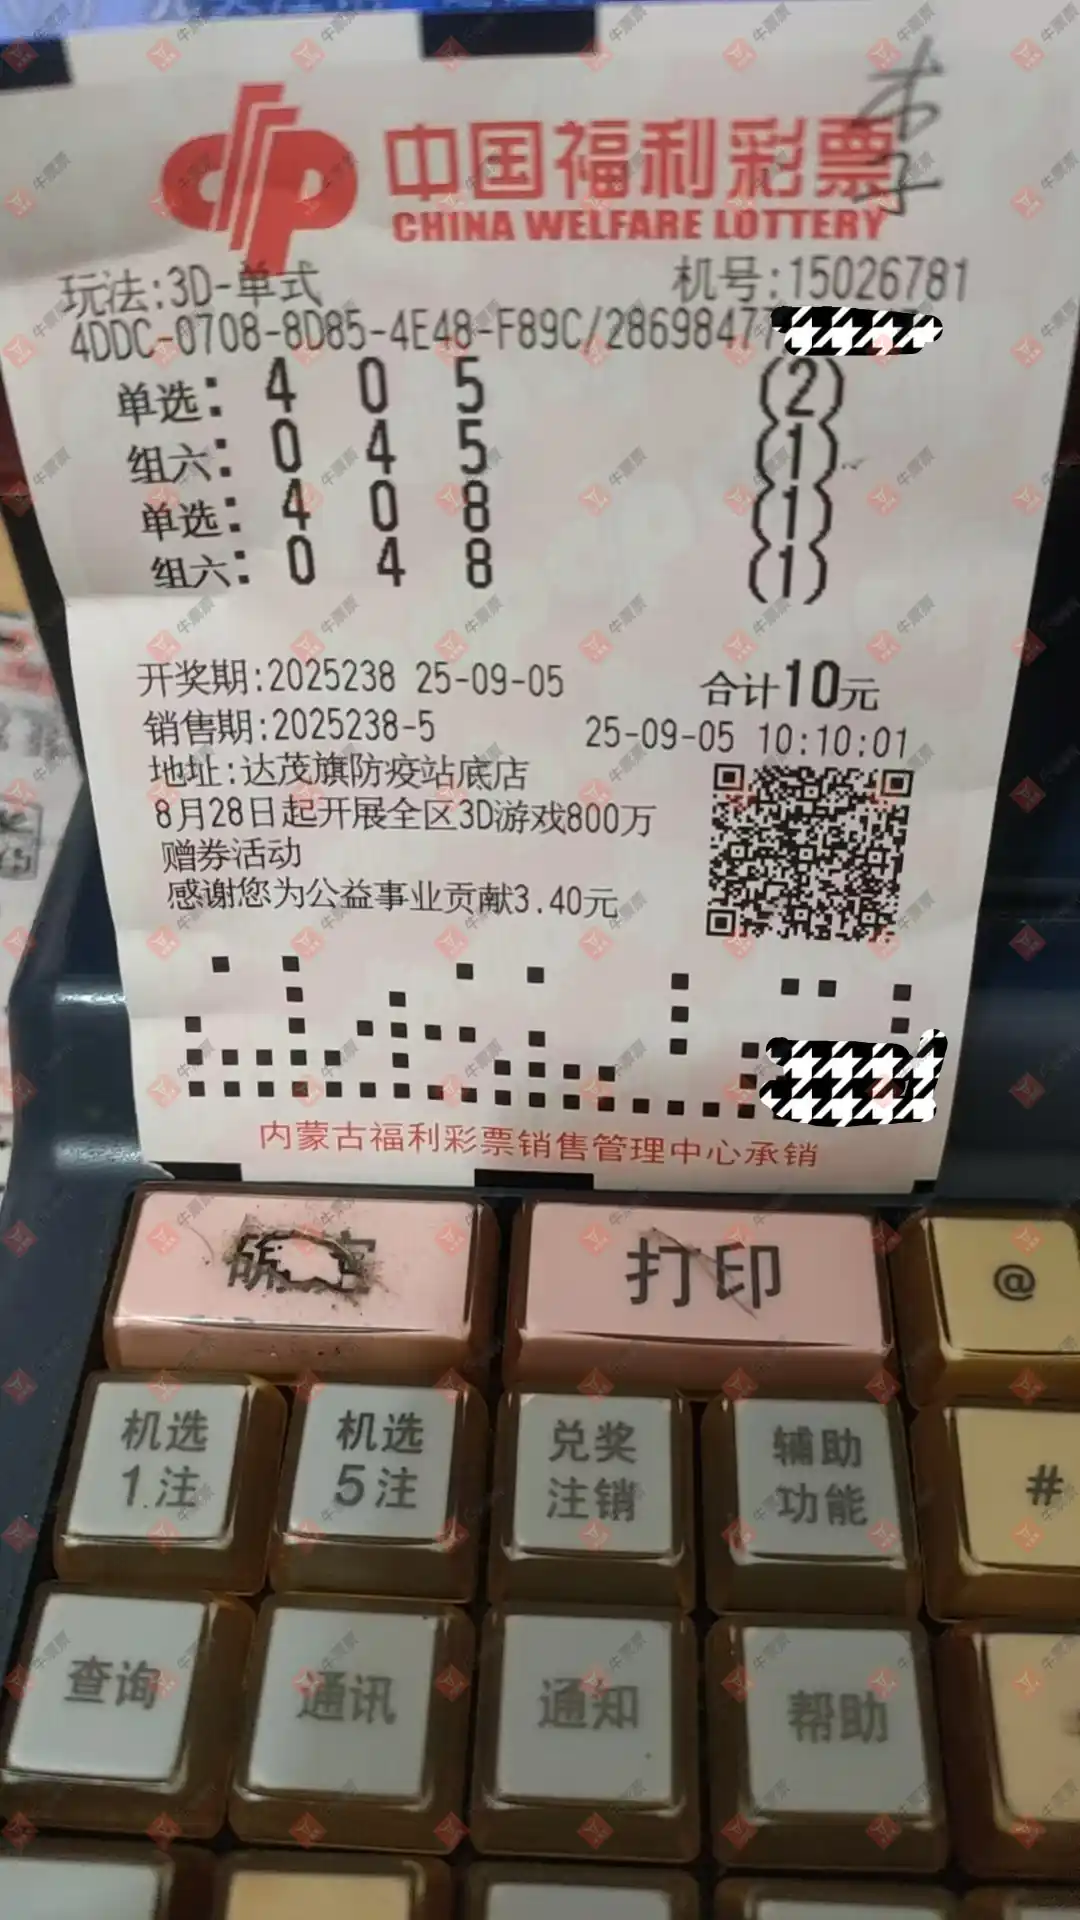 中国福利彩票
CHINA WELFARE LOTTERY
玩法:3D-单式 机号:15026781
4DDC-0708-8D85-4E48-F89C/28698477
单选: 4 0 5 (2)
组六: 0 4 5 (1)
单选: 4 0 8 (1)
组六: 0 4 8 (1)
开奖期:2025238 25-09-05 合计10元
销售期:2025238-5 25-09-05 10:10:01
地址:达茂旗防疫站底店
8月28日起开展全区3D游戏800万
赠券活动
感谢您为公益事业贡献3.40元
内蒙古福利彩票销售管理中心承销
打印 @
机选 机选 兑奖 辅助
1注 5注 注销 功能 #
查询 通讯 通知 帮助
牛票票